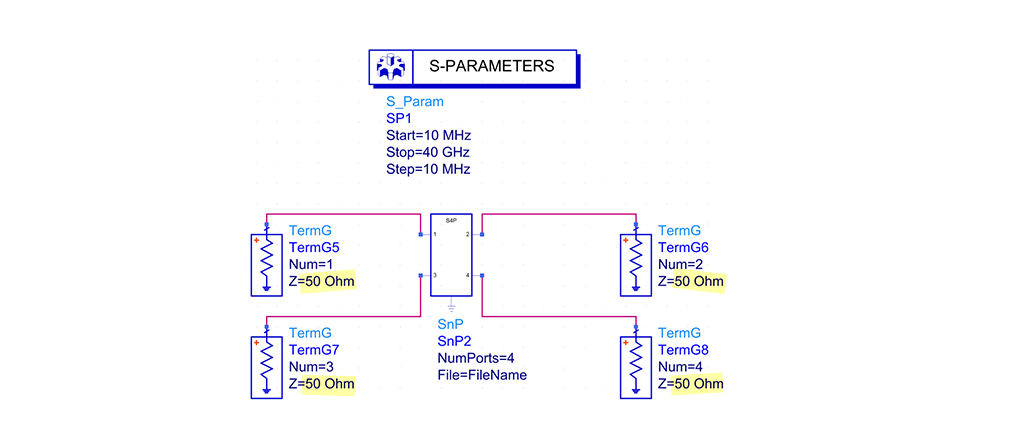 S-PARAMETERS
S_Param
SP1
Start=10 MHz
Stop=40 GHz
Step=10 MHz
TermG
TermG5
Num=1
Z=50 Ohm
S4P
1
2
3
4
TermG
TermG6
Num=2
Z=50 Ohm
TermG
TermG7
Num=3
Z=50 Ohm
SnP
SnP2
NumPorts=4
File=FileName
TermG
TermG8
Num=4
Z=50 Ohm